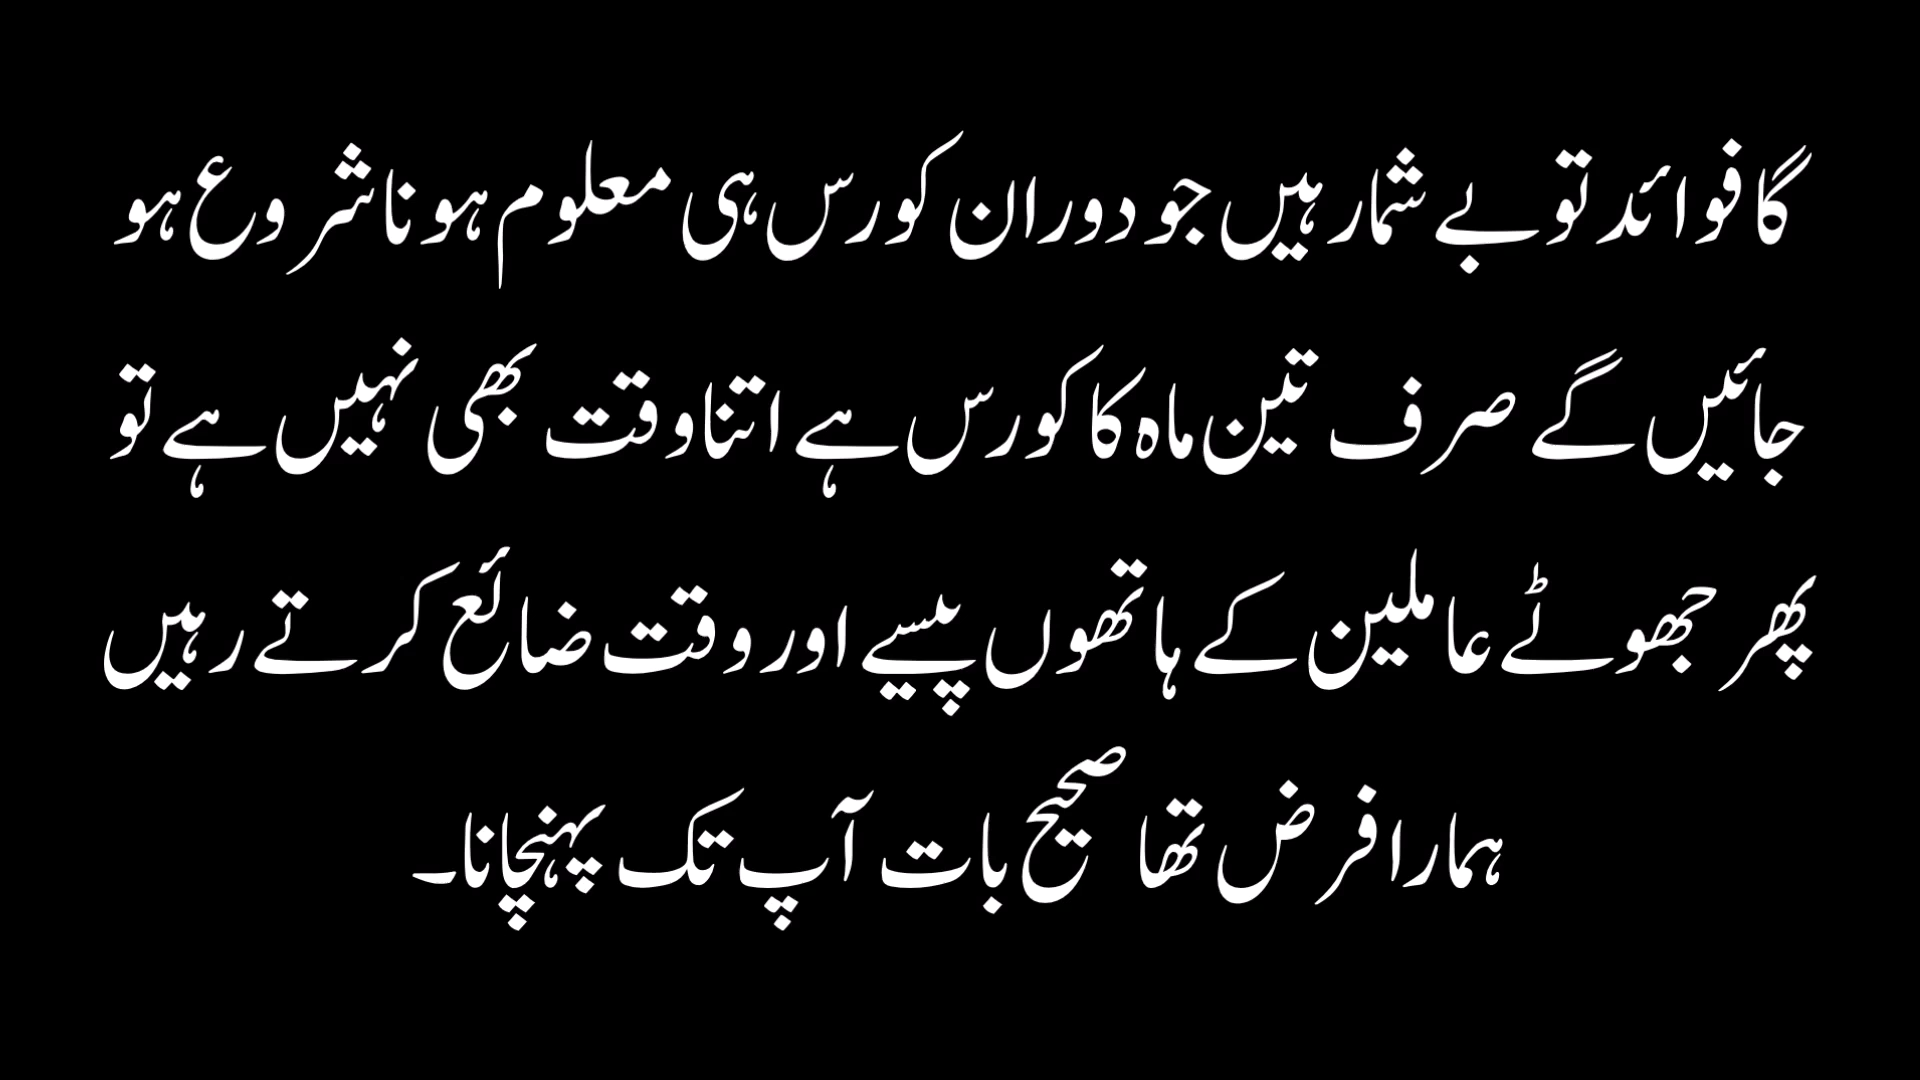 گا فوائد تو بے شمار ہیں جو دوران کورس ہی معلوم ہونا شروع ہو
جائیں گے صرف تین ماہ کا کورس ہے اتنا وقت بھی نہیں ہے تو
پھر جھوٹے عاملین کے ہاتھوں پیسے اور وقت ضائع کرتے رہیں
ہمارا فرض تھا صحیح بات آپ تک پہنچانا۔